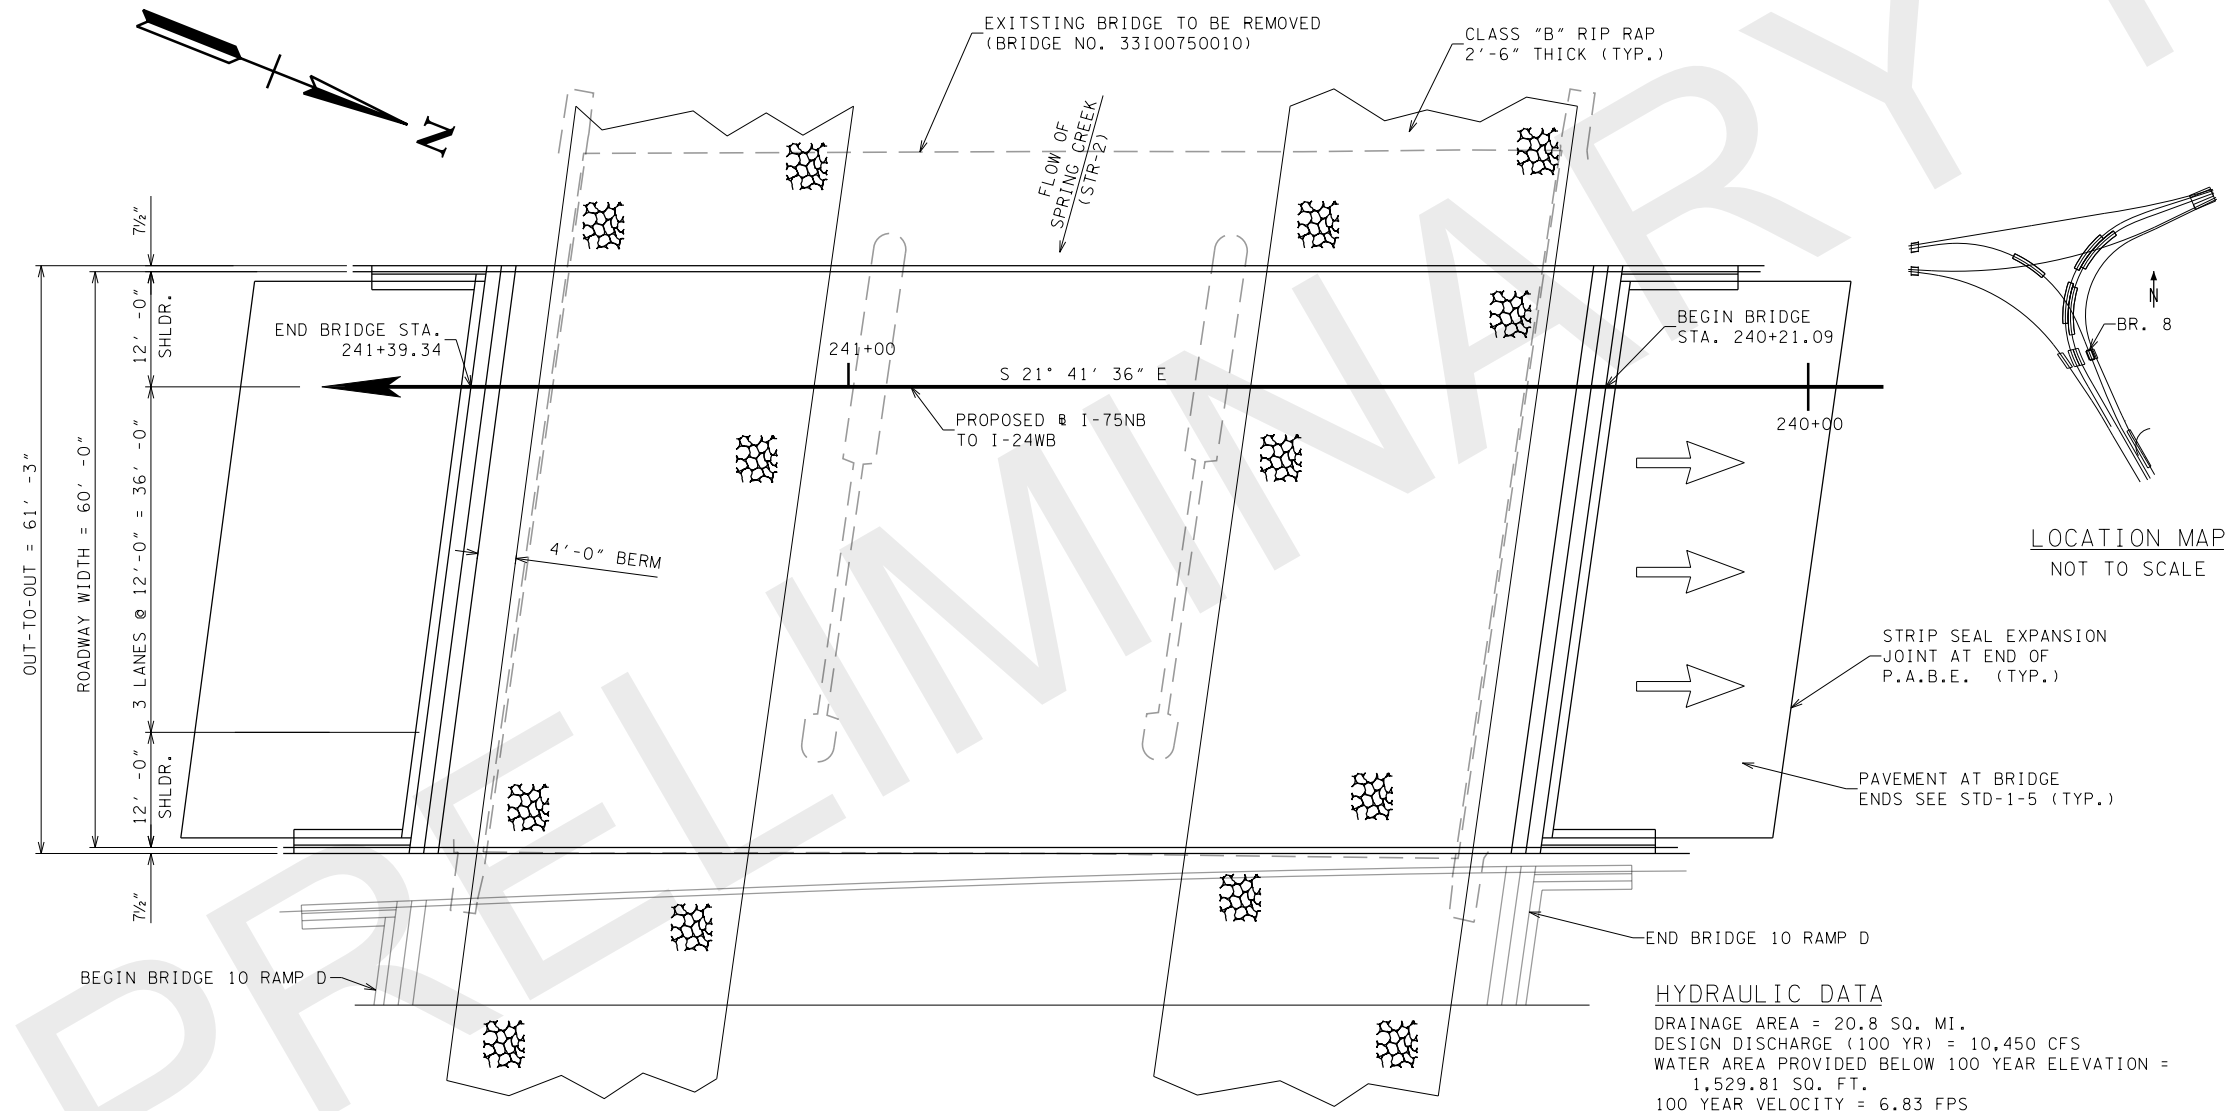 EXITSTING BRIDGE TO BE REMOVED
(BRIDGE NO. 33I00750010)
CLASS "B" RIP RAP
2'-6" THICK (TYP.)
N
FLOW OF
SPRING CREEK
(STR-2)
7½"
12' -0"
SHLDR.
END BRIDGE STA.
241+39.34
241+00
S 21° 41' 36" E
BEGIN BRIDGE
STA. 240+21.09
240+00
PROPOSED ℄ I-75NB
TO I-24WB
N
BR. 8
LOCATION MAP
NOT TO SCALE
OUT-TO-OUT = 61' -3"
ROADWAY WIDTH = 60' -0"
3 LANES @ 12'-0" = 36' -0"
4'-0" BERM
STRIP SEAL EXPANSION
JOINT AT END OF
P.A.B.E. (TYP.)
12' -0"
SHLDR.
PAVEMENT AT BRIDGE
ENDS SEE STD-1-5 (TYP.)
7½"
BEGIN BRIDGE 10 RAMP D
END BRIDGE 10 RAMP D
HYDRAULIC DATA
DRAINAGE AREA = 20.8 SQ. MI.
DESIGN DISCHARGE (100 YR) = 10,450 CFS
WATER AREA PROVIDED BELOW 100 YEAR ELEVATION =
1,529.81 SQ. FT.
100 YEAR VELOCITY = 6.83 FPS
PRELIMINARY